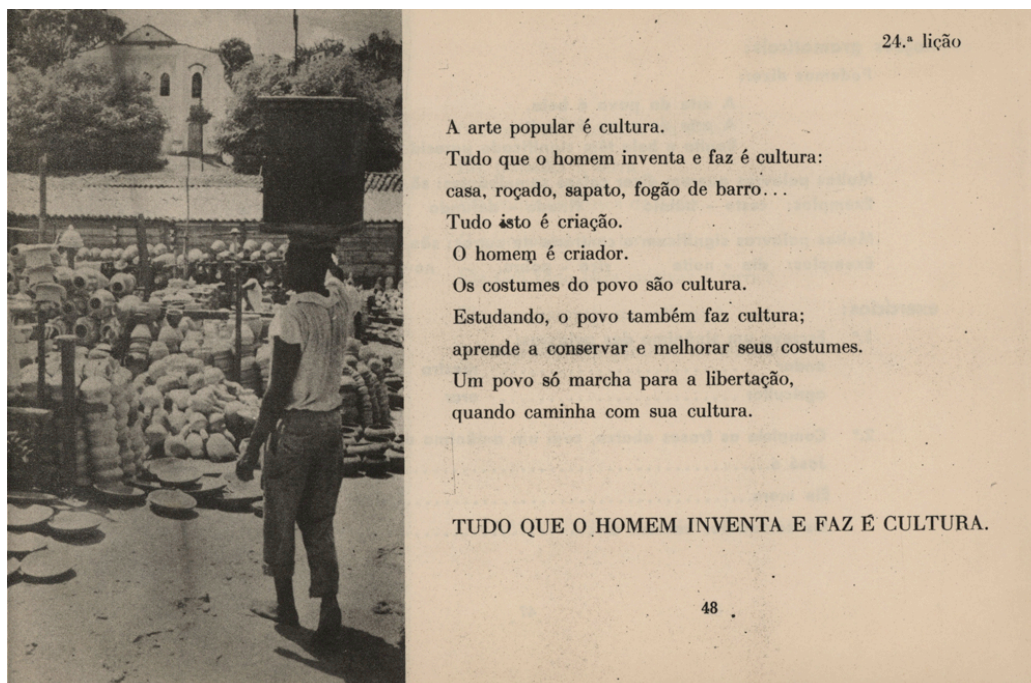 24.ª lição
A arte popular é cultura.
Tudo que o homem inventa e faz é cultura:
casa, roçado, sapato, fogão de barro...
Tudo isto é criação.
O homem é criador.
Os costumes do povo são cultura.
Estudando, o povo também faz cultura;
aprende a conservar e melhorar seus costumes.
Um povo só marcha para a libertação,
quando caminha com sua cultura.
TUDO QUE O HOMEM INVENTA E FAZ É CULTURA.
48